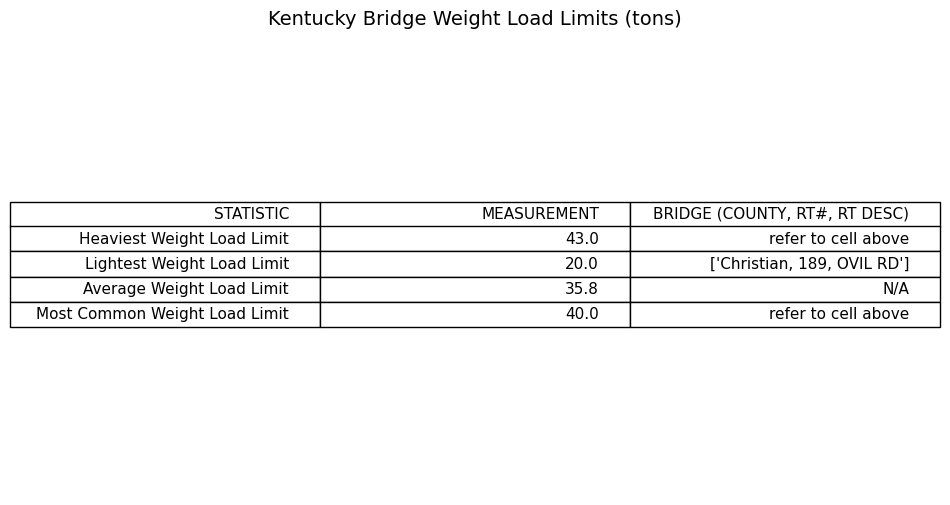 Kentucky Bridge Weight Load Limits (tons)
STATISTIC MEASUREMENT BRIDGE (COUNTY, RT#, RT DESC)
Heaviest Weight Load Limit 43.0 refer to cell above
Lightest Weight Load Limit 20.0 ['Christian, 189, OVIL RD']
Average Weight Load Limit 35.8 N/A
Most Common Weight Load Limit 40.0 refer to cell above